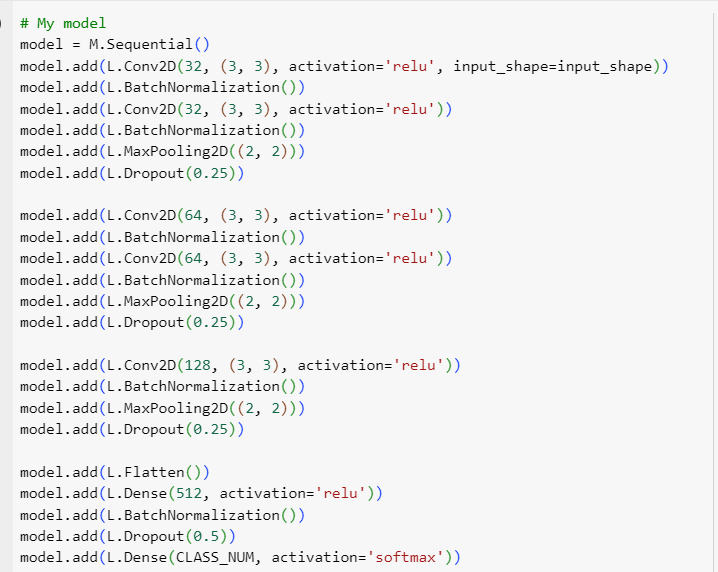 # My model
model = M.Sequential()
model.add(L.Conv2D(32, (3, 3), activation='relu', input_shape=input_shape))
model.add(L.BatchNormalization())
model.add(L.Conv2D(32, (3, 3), activation='relu'))
model.add(L.BatchNormalization())
model.add(L.MaxPooling2D((2, 2)))
model.add(L.Dropout(0.25))

model.add(L.Conv2D(64, (3, 3), activation='relu'))
model.add(L.BatchNormalization())
model.add(L.Conv2D(64, (3, 3), activation='relu'))
model.add(L.BatchNormalization())
model.add(L.MaxPooling2D((2, 2)))
model.add(L.Dropout(0.25))

model.add(L.Conv2D(128, (3, 3), activation='relu'))
model.add(L.BatchNormalization())
model.add(L.MaxPooling2D((2, 2)))
model.add(L.Dropout(0.25))

model.add(L.Flatten())
model.add(L.Dense(512, activation='relu'))
model.add(L.BatchNormalization())
model.add(L.Dropout(0.5))
model.add(L.Dense(CLASS_NUM, activation='softmax'))